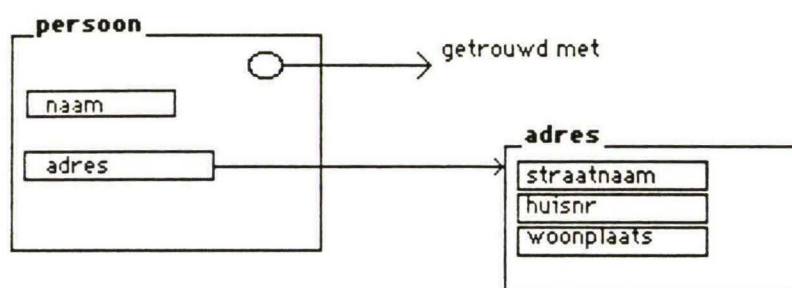 persoon
getrouwd met
naam
adres
adres
straatnaam
huisnr
woonplaats